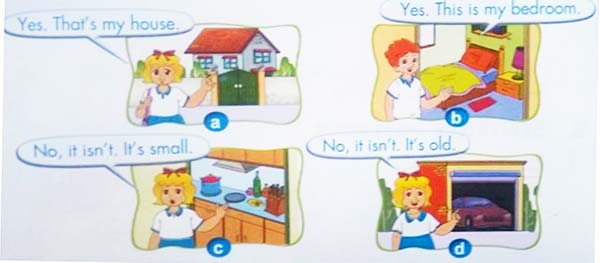 Yes. That's my house.
Yes. This is my bedroom.
a
b
No, it isn't. It's small.
No, it isn't. It's old.
c
d